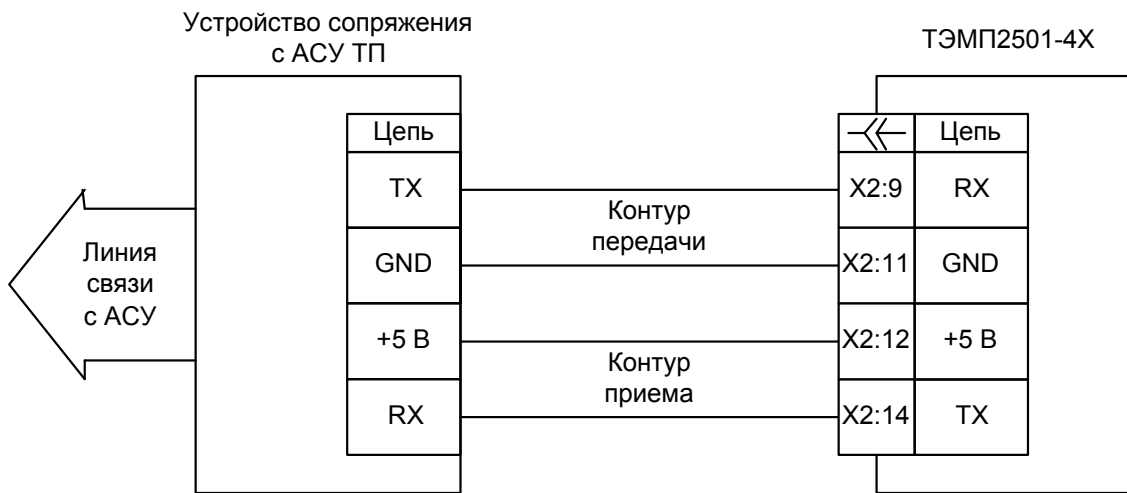 Устройство сопряжения
с АСУ ТП
ТЭМП2501-4Х
Цепь
Цепь
TX
X2:9
RX
Контур
передачи
GND
X2:11
GND
Линия
связи
с АСУ
+5 В
X2:12
+5 В
Контур
приема
RX
X2:14
TX